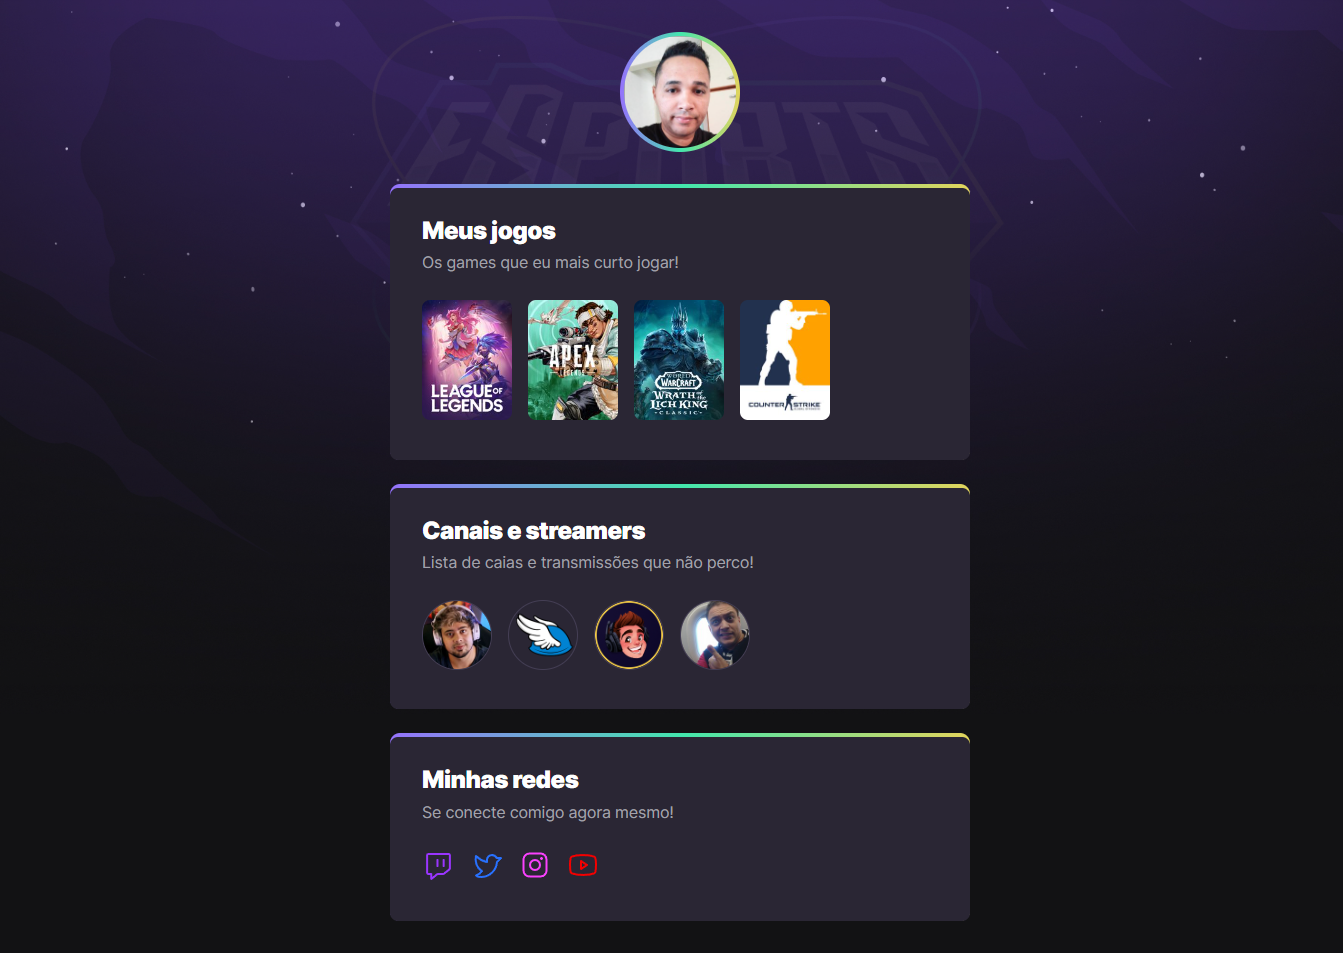 ESPORTS
Meus jogos
Os games que eu mais curto jogar!
LEAGUE OF
LEGENDS
APEX
LEGENDS
WORLD
WARCRAFT
WRATH OF THE
LICH KING
CLASSIC
COUNTER STRIKE
Canais e streamers
Lista de caias e transmissões que não perco!
Minhas redes
Se conecte comigo agora mesmo!